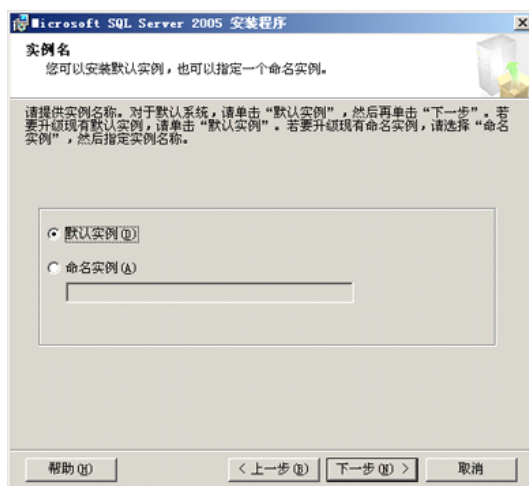 Microsoft SQL Server 2005 安装程序
实例名
您可以安装默认实例，也可以指定一个命名实例。
请提供实例名称。对于默认系统，请单击“默认实例”，然后再单击“下一步”。若
要升级现有默认实例，请单击“默认实例”。若要升级现有命名实例，请选择“命名
实例”，然后指定实例名称。
默认实例(D)
命名实例(A)
帮助(H)
< 上一步(B)
下一步(N) >
取消